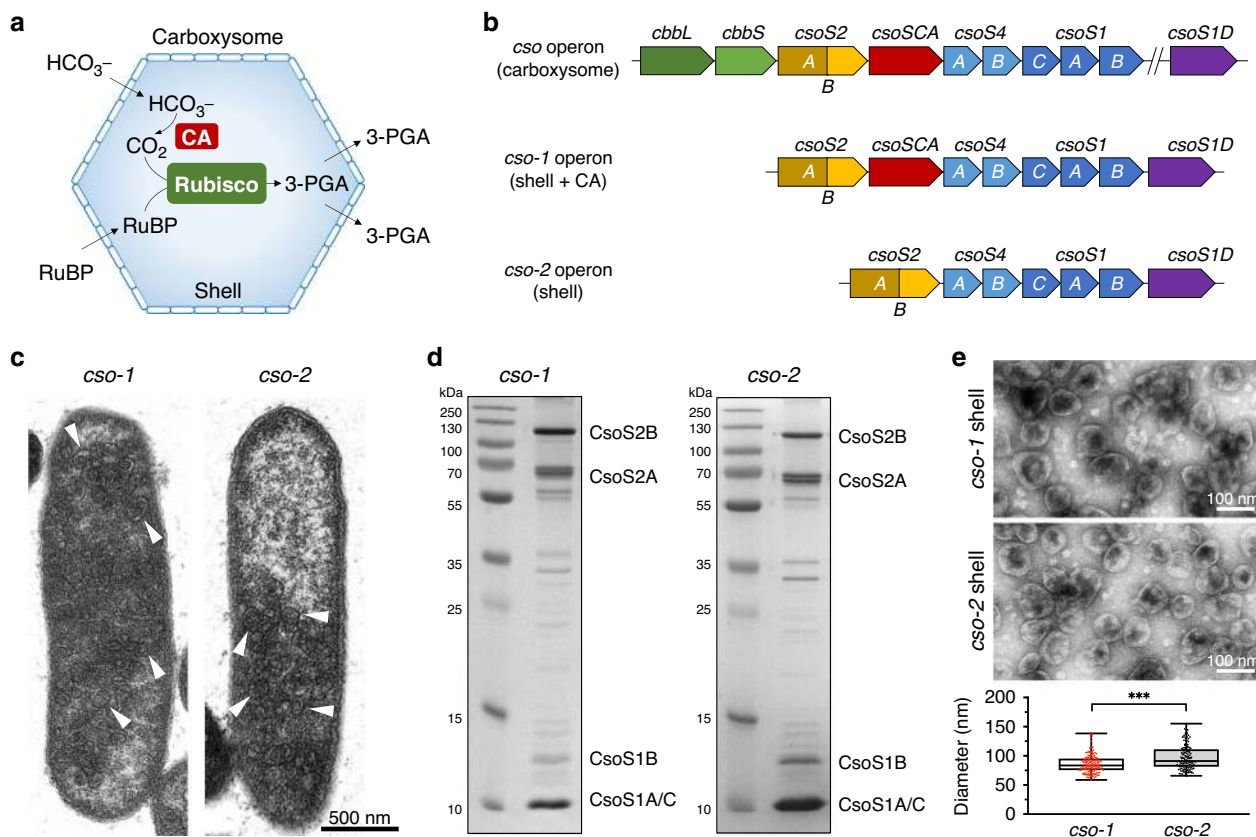 a
Carboxysome
HCO₃⁻
HCO₃⁻
CA
CO₂
3-PGA
Rubisco
3-PGA
RuBP
3-PGA
RuBP
Shell
b
cso operon
(carboxysome)
cbbL cbbS csoS2 csoSCA csoS4 csoS1 csoS1D
A A B C A B
B
cso-1 operon
(shell + CA)
csoS2 csoSCA csoS4 csoS1 csoS1D
A A B C A B
B
cso-2 operon
(shell)
csoS2 csoS4 csoS1 csoS1D
A A B C A B
B
c
cso-1 cso-2
500 nm
d
cso-1
kDa
250
130
100
70
55
35
25
15
10
CsoS2B
CsoS2A
CsoS1B
CsoS1A/C
cso-2
kDa
250
130
100
70
55
35
25
15
10
CsoS2B
CsoS2A
CsoS1B
CsoS1A/C
e
cso-1 shell
100 nm
cso-2 shell
100 nm
Diameter (nm)
200
150
100
50
0
***
cso-1 cso-2